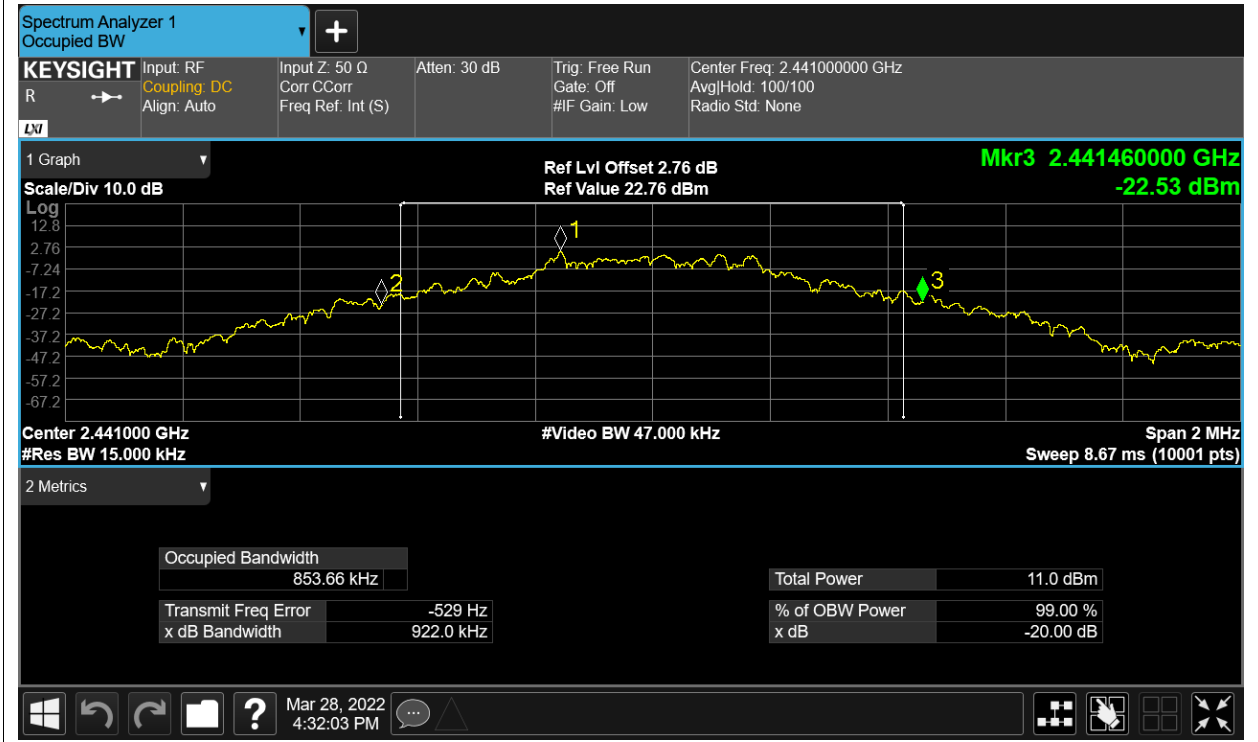 Spectrum Analyzer 1
Occupied BW
KEYSIGHT
R
LXI
Input: RF
Coupling: DC
Align: Auto
Input Z: 50 Ω
Corr CCorr
Freq Ref: Int (S)
Atten: 30 dB
Trig: Free Run
Gate: Off
#IF Gain: Low
Center Freq: 2.441000000 GHz
Avg|Hold: 100/100
Radio Std: None
1 Graph
Scale/Div 10.0 dB
Ref Lvl Offset 2.76 dB
Ref Value 22.76 dBm
Mkr3 2.441460000 GHz
-22.53 dBm
Log
12.8
2.76
-7.24
-17.2
-27.2
-37.2
-47.2
-57.2
-67.2
1
2
3
Center 2.441000 GHz
#Video BW 47.000 kHz
Span 2 MHz
#Res BW 15.000 kHz
Sweep 8.67 ms (10001 pts)
2 Metrics
Occupied Bandwidth
853.66 kHz
Total Power 11.0 dBm
Transmit Freq Error -529 Hz
% of OBW Power 99.00 %
x dB Bandwidth 922.0 kHz
x dB -20.00 dB
?
Mar 28, 2022
4:32:03 PM